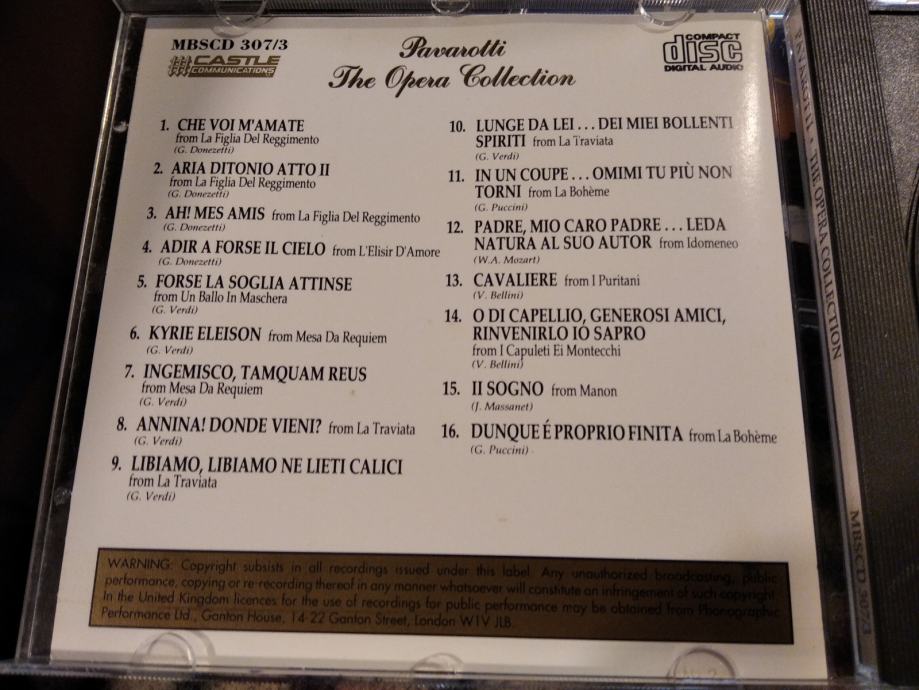 MBSCD 307/3
CASTLE
COMMUNICATIONS
Pavarotti
The Opera Collection
COMPACT
disc
DIGITAL AUDIO
1. CHE VOI M'AMATE
from La Figlia Del Reggimento
(G. Donezetti)
2. ARIA DITONIO ATTO II
from La Figlia Del Reggimento
(G. Donezetti)
3. AH! MES AMIS from La Figlia Del Reggimento
(G. Donezetti)
4. ADIR A FORSE IL CIELO from L'Elisir D'Amore
(G. Donezetti)
5. FORSE LA SOGLIA ATTINSE
from Un Ballo In Maschera
(G. Verdi)
6. KYRIE ELEISON from Mesa Da Requiem
(G. Verdi)
7. INGEMISCO, TAMQUAM REUS
from Mesa Da Requiem
(G. Verdi)
8. ANNINA! DONDE VIENI? from La Traviata
(G. Verdi)
9. LIBIAMO, LIBIAMO NE LIETI CALICI
from La Traviata
(G. Verdi)
10. LUNGE DA LEI... DEI MIEI BOLLENTI
SPIRITI from La Traviata
(G. Verdi)
11. IN UN COUPE... OMIMI TU PIÙ NON
TORNI from La Bohème
(G. Puccini)
12. PADRE, MIO CARO PADRE... LEDA
NATURA AL SUO AUTOR from Idomeneo
(W.A. Mozart)
13. CAVALIERE from I Puritani
(V. Bellini)
14. O DI CAPELLIO, GENEROSI AMICI,
RINVENIRLO IO SAPRO
from I Capuleti Ei Montecchi
(V. Bellini)
15. II SOGNO from Manon
(J. Massanet)
16. DUNQUE É PROPRIO FINITA from La Bohème
(G. Puccini)
WARNING: Copyright subsists in all recordings issued under this label. Any unauthorized broadcasting, public
performance, copying or re-recording thereof in any manner whatsoever will constitute an infringement of such copyright.
In the United Kingdom licences for the use of recordings for public performance may be obtained from Phonographic
Performance Ltd., Ganton House, 14-22 Ganton Street, London W1V JLB.
PAVAROTTI • THE OPERA COLLECTION
MBSCD 307/3